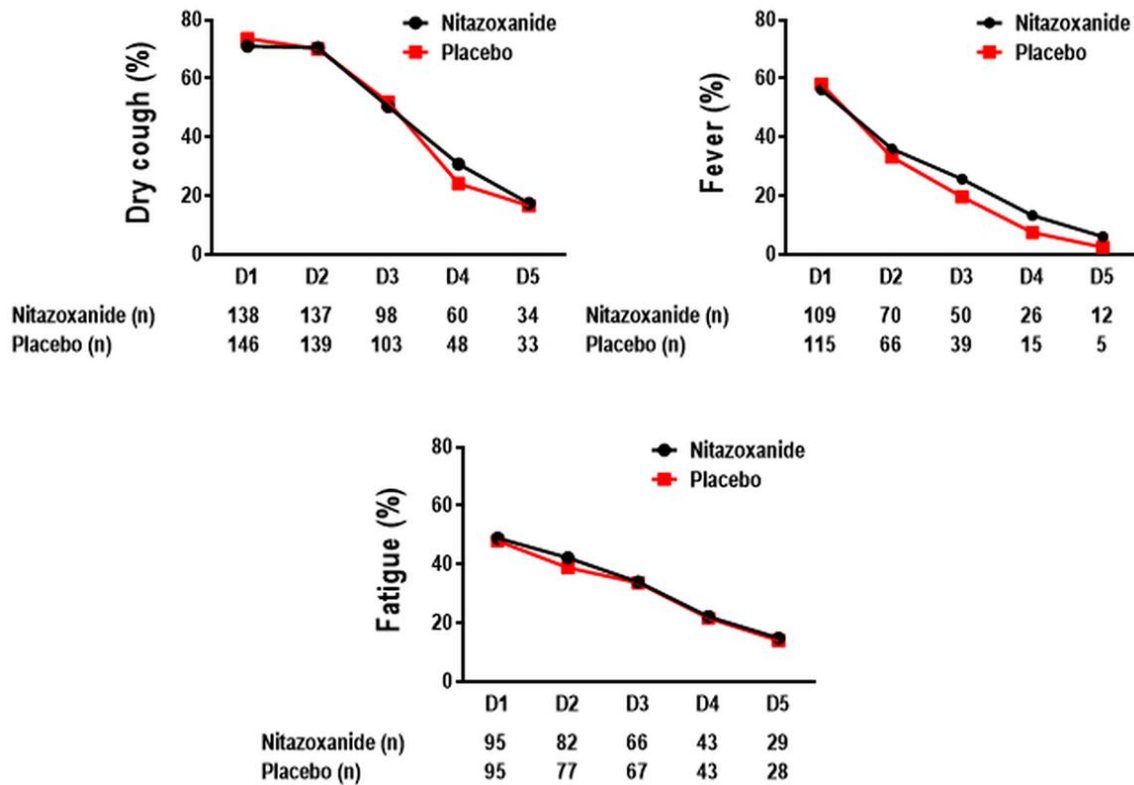 Dry cough (%)
80
60
40
20
0
Nitazoxanide
Placebo
D1 D2 D3 D4 D5
Nitazoxanide (n) 138 137 98 60 34
Placebo (n) 146 139 103 48 33
Fever (%)
80
60
40
20
0
Nitazoxanide
Placebo
D1 D2 D3 D4 D5
Nitazoxanide (n) 109 70 50 26 12
Placebo (n) 115 66 39 15 5
Fatigue (%)
80
60
40
20
0
Nitazoxanide
Placebo
D1 D2 D3 D4 D5
Nitazoxanide (n) 95 82 66 43 29
Placebo (n) 95 77 67 43 28